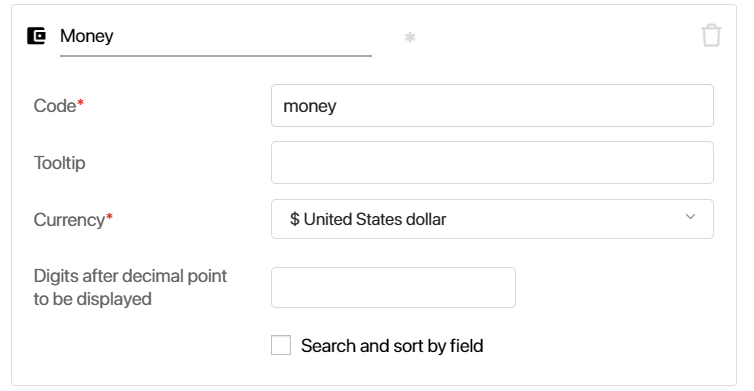 Money *
Code*
money
Tooltip
Currency*
$ United States dollar
Digits after decimal point
to be displayed
Search and sort by field